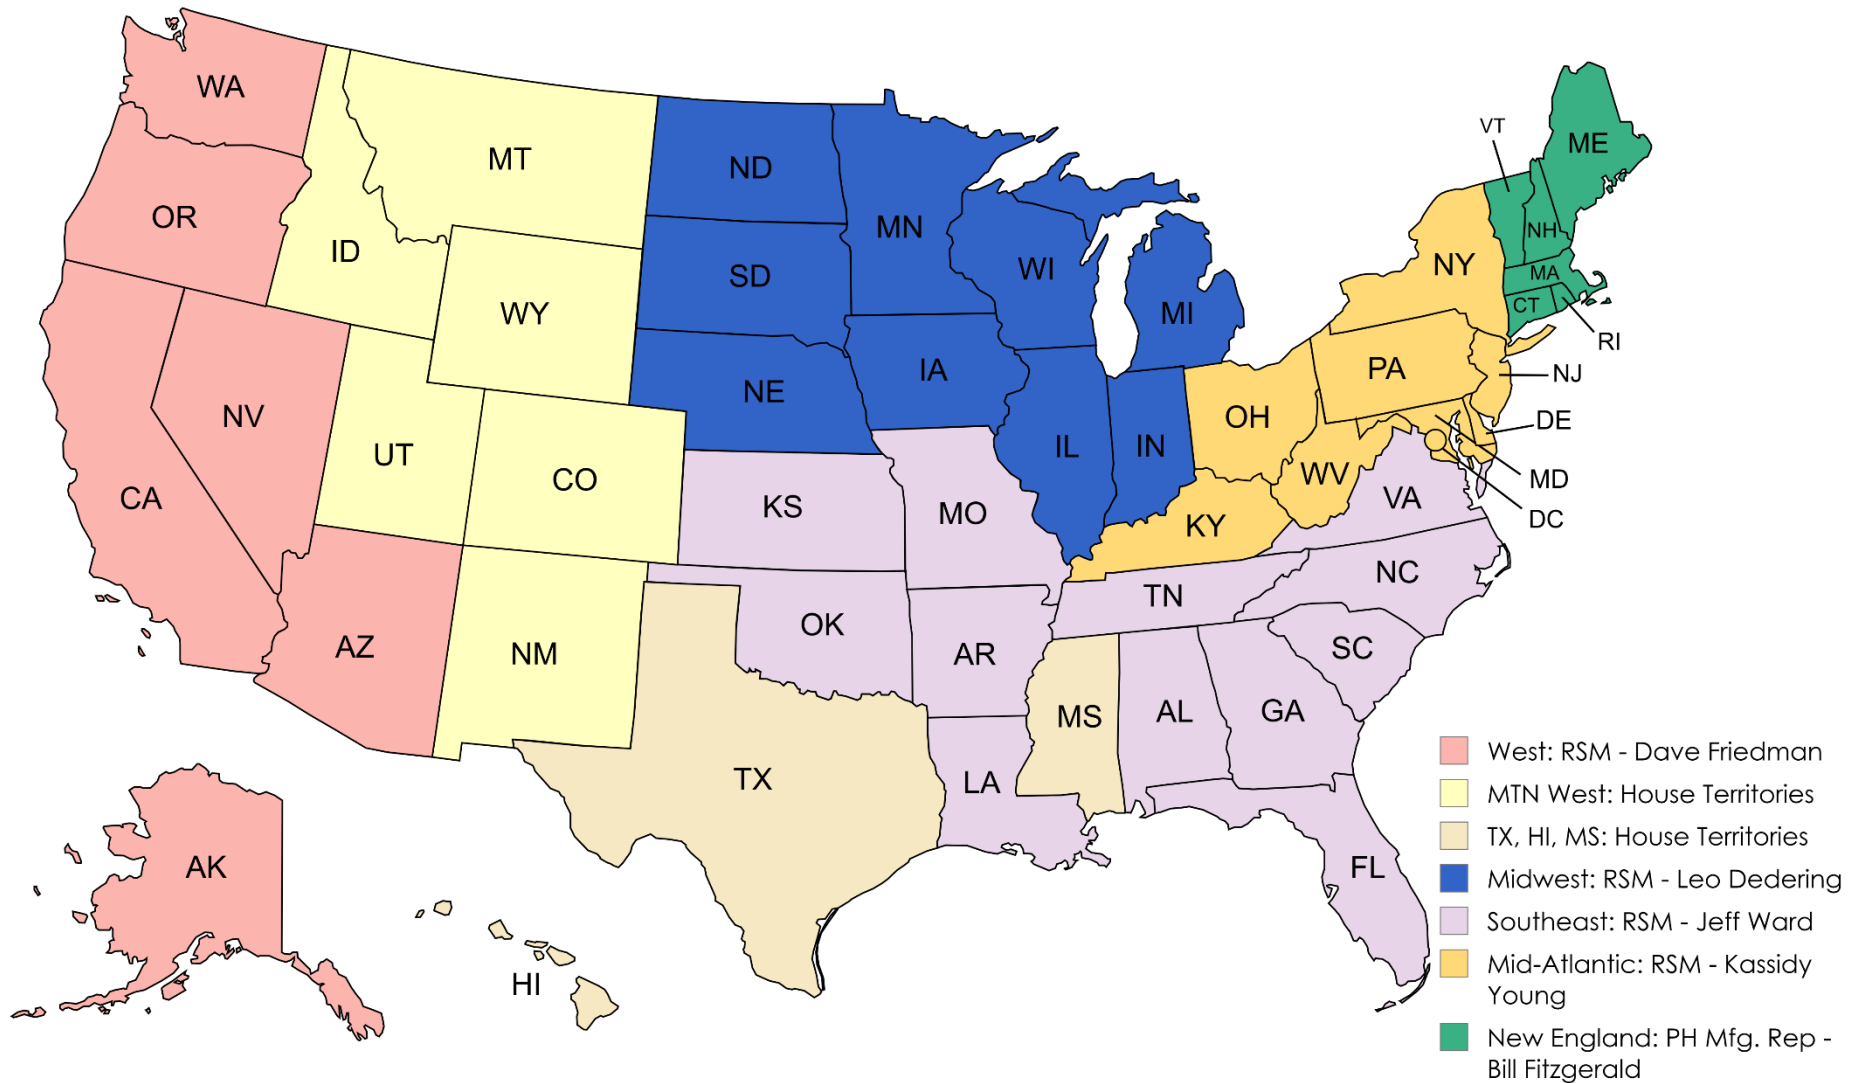 WA
MT
ND
VT
ME
OR
ID
MN
NH
SD
WI
NY
MA
WY
MI
CT
RI
NE
IA
PA
NJ
NV
OH
DE
UT
CO
IL
IN
WV
MD
CA
KS
MO
VA
DC
KY
NC
TN
OK
AZ
NM
AR
SC
MS
AL
GA
TX
LA
AK
FL
HI
West: RSM - Dave Friedman
MTN West: House Territories
TX, HI, MS: House Territories
Midwest: RSM - Leo Dedering
Southeast: RSM - Jeff Ward
Mid-Atlantic: RSM - Kassidy
Young
New England: PH Mfg. Rep -
Bill Fitzgerald